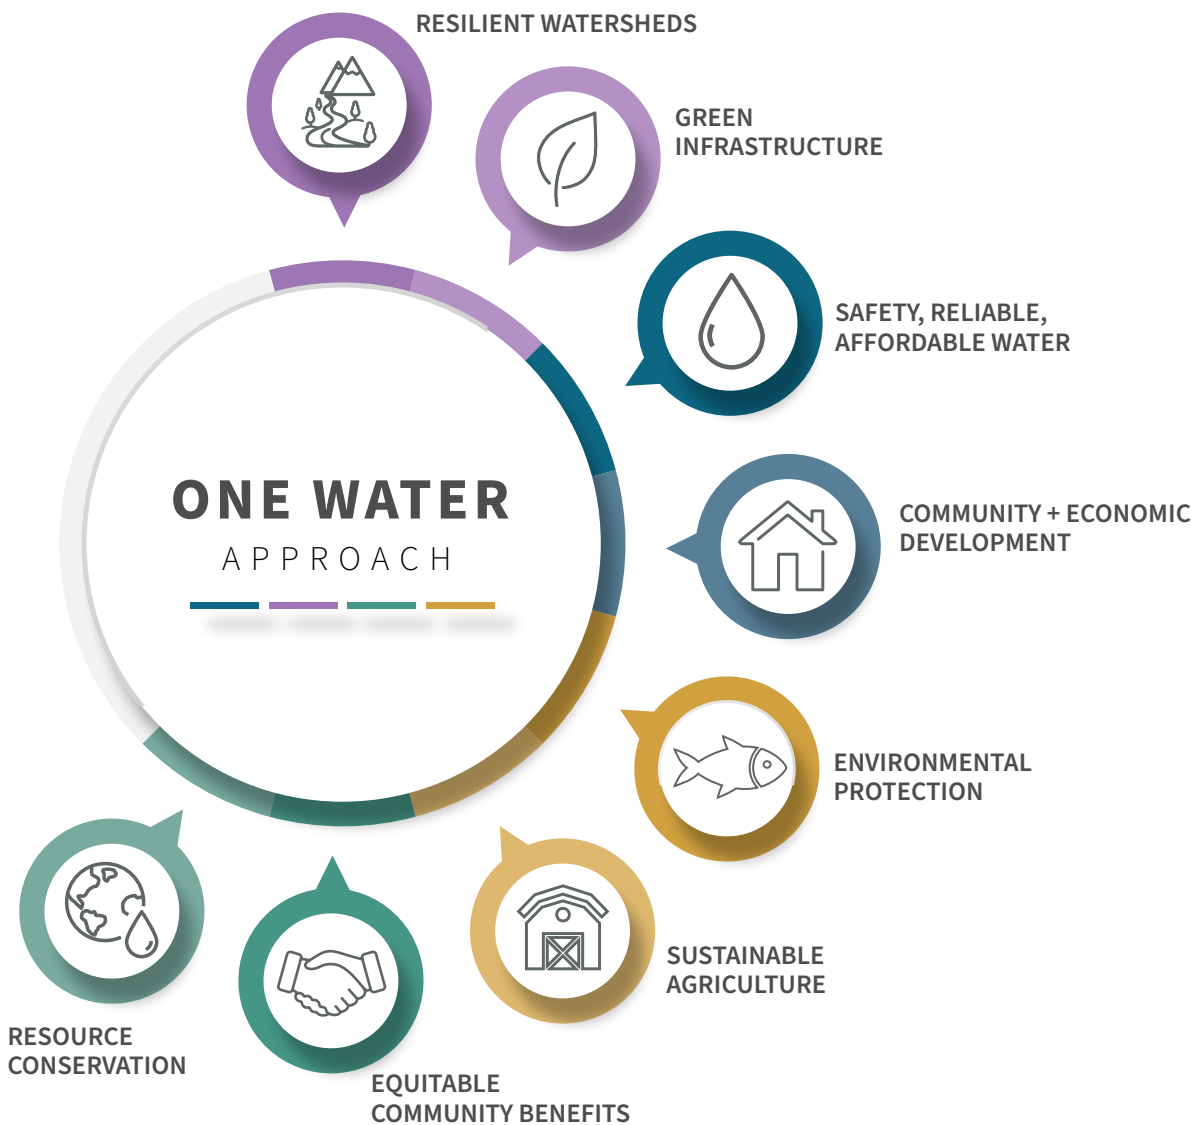 RESILIENT WATERSHEDS
GREEN
INFRASTRUCTURE
SAFETY, RELIABLE,
AFFORDABLE WATER
ONE WATER
APPROACH
COMMUNITY + ECONOMIC
DEVELOPMENT
ENVIRONMENTAL
PROTECTION
SUSTAINABLE
AGRICULTURE
EQUITABLE
COMMUNITY BENEFITS
RESOURCE
CONSERVATION